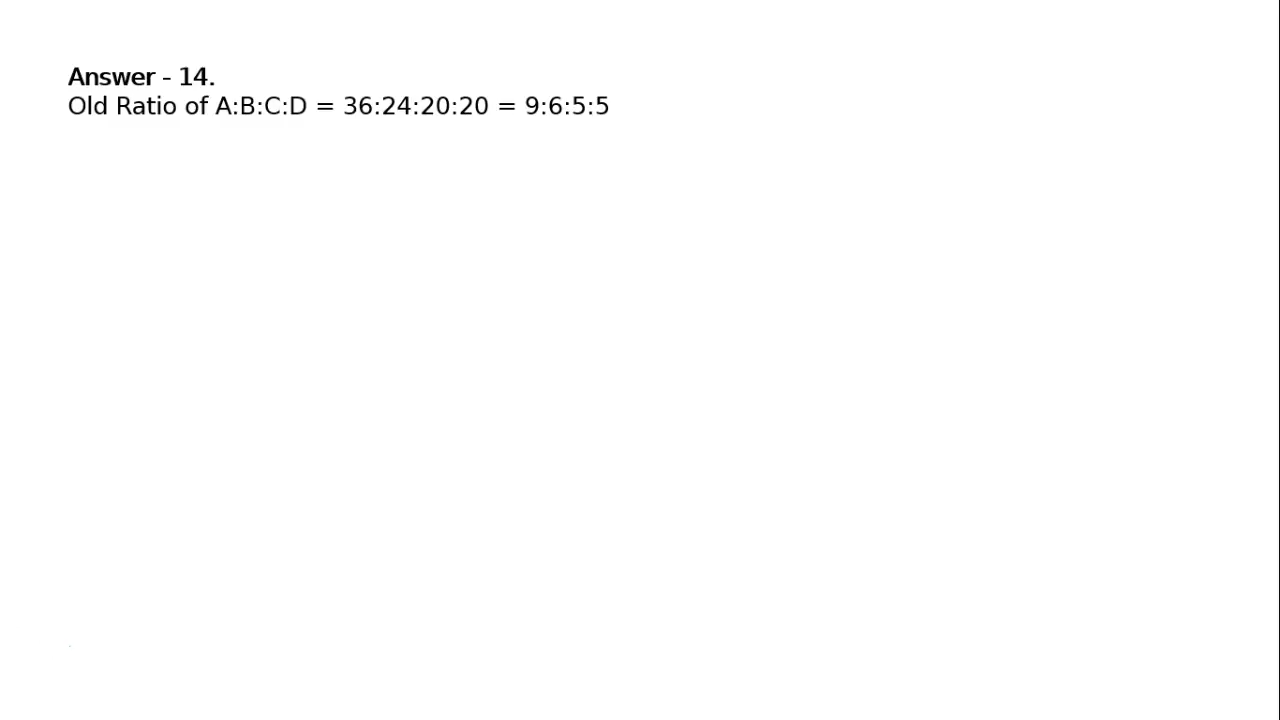 Answer - 14.
Old Ratio of A:B:C:D = 36:24:20:20 = 9:6:5:5